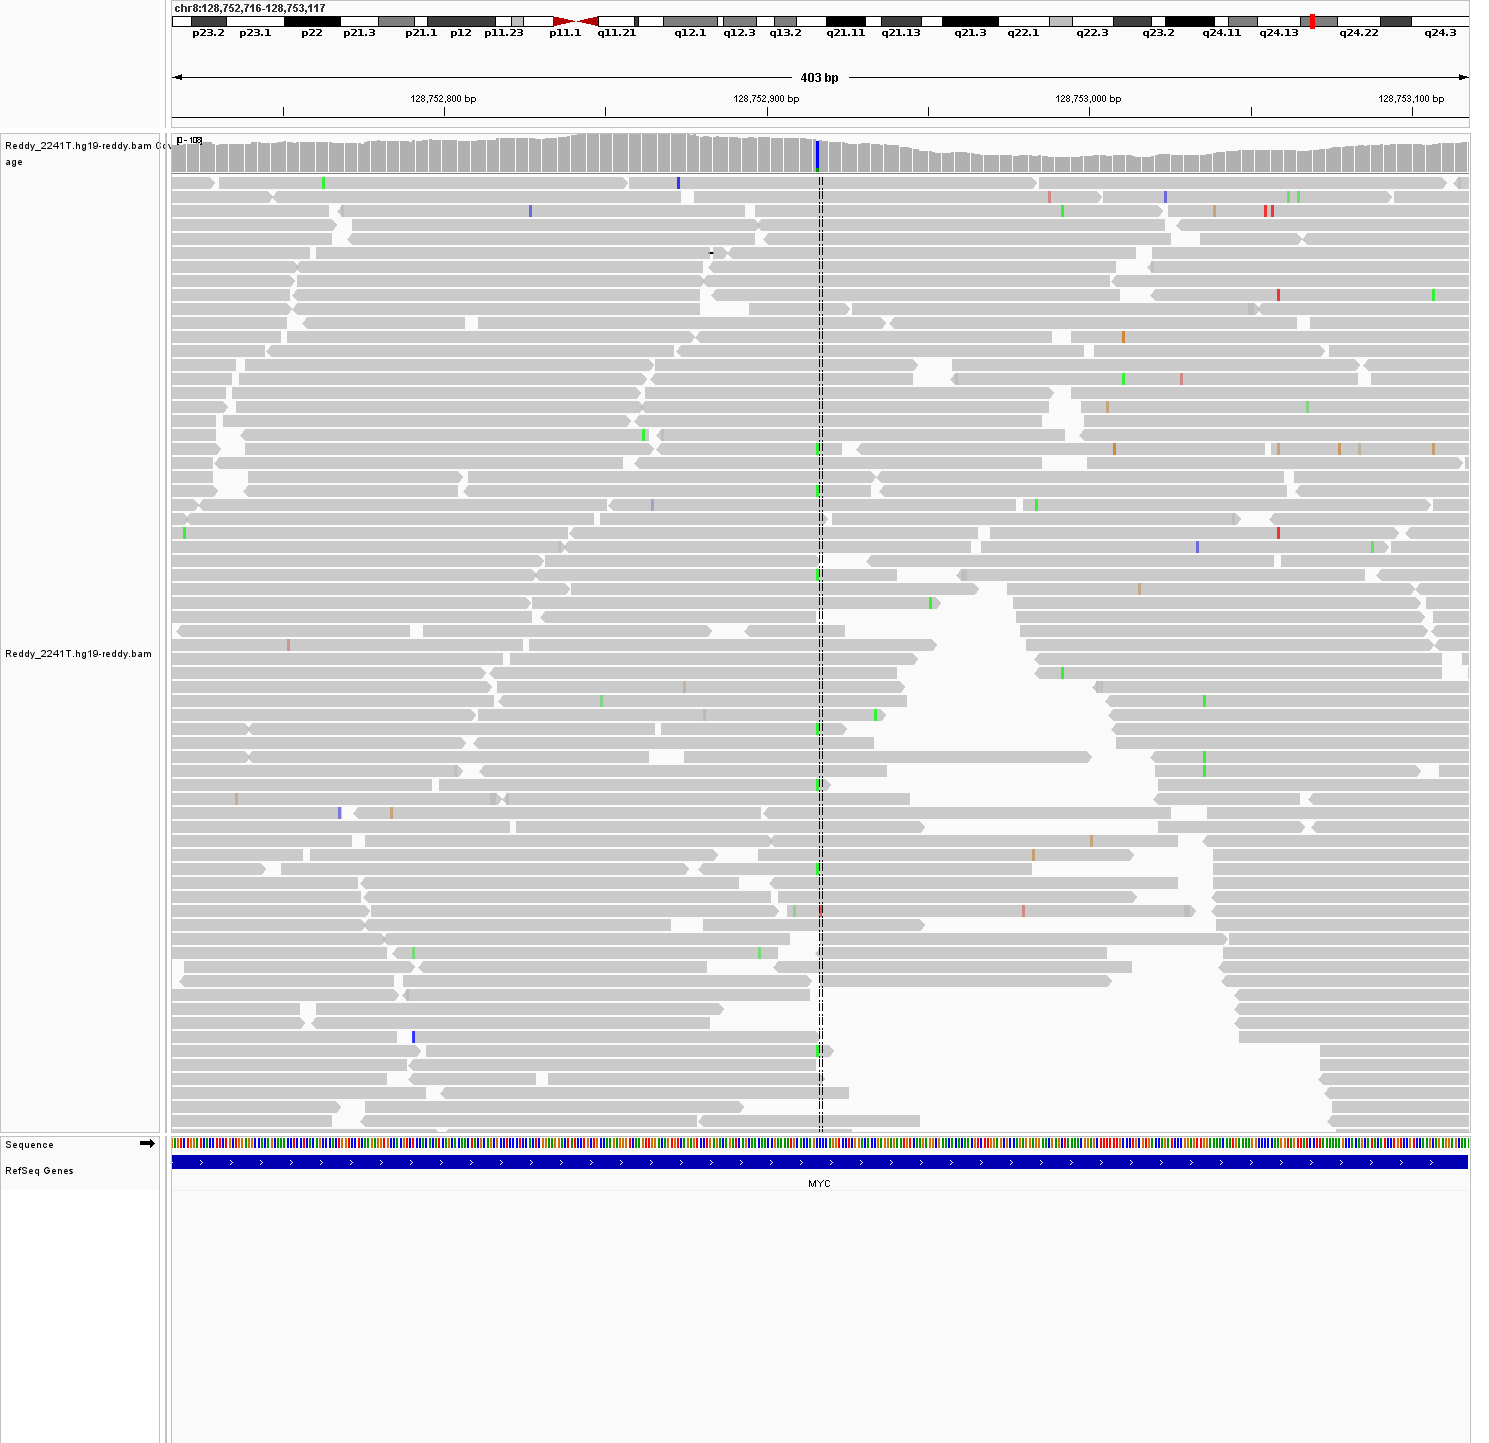 chr8:128,752,716-128,753,117
p23.2 p23.1 p22 p21.3 p21.1 p12 p11.23 p11.1 q11.21 q12.1 q12.3 q13.2 q21.11 q21.13 q21.3 q22.1 q22.3 q23.2 q24.11 q24.13 q24.22 q24.3
403 bp
128,752,800 bp 128,752,900 bp 128,753,000 bp 128,753,100 bp
Reddy_2241T.hg19-reddy.bam Cov
age
[0 - 108]
Reddy_2241T.hg19-reddy.bam
Sequence
RefSeq Genes
MYC